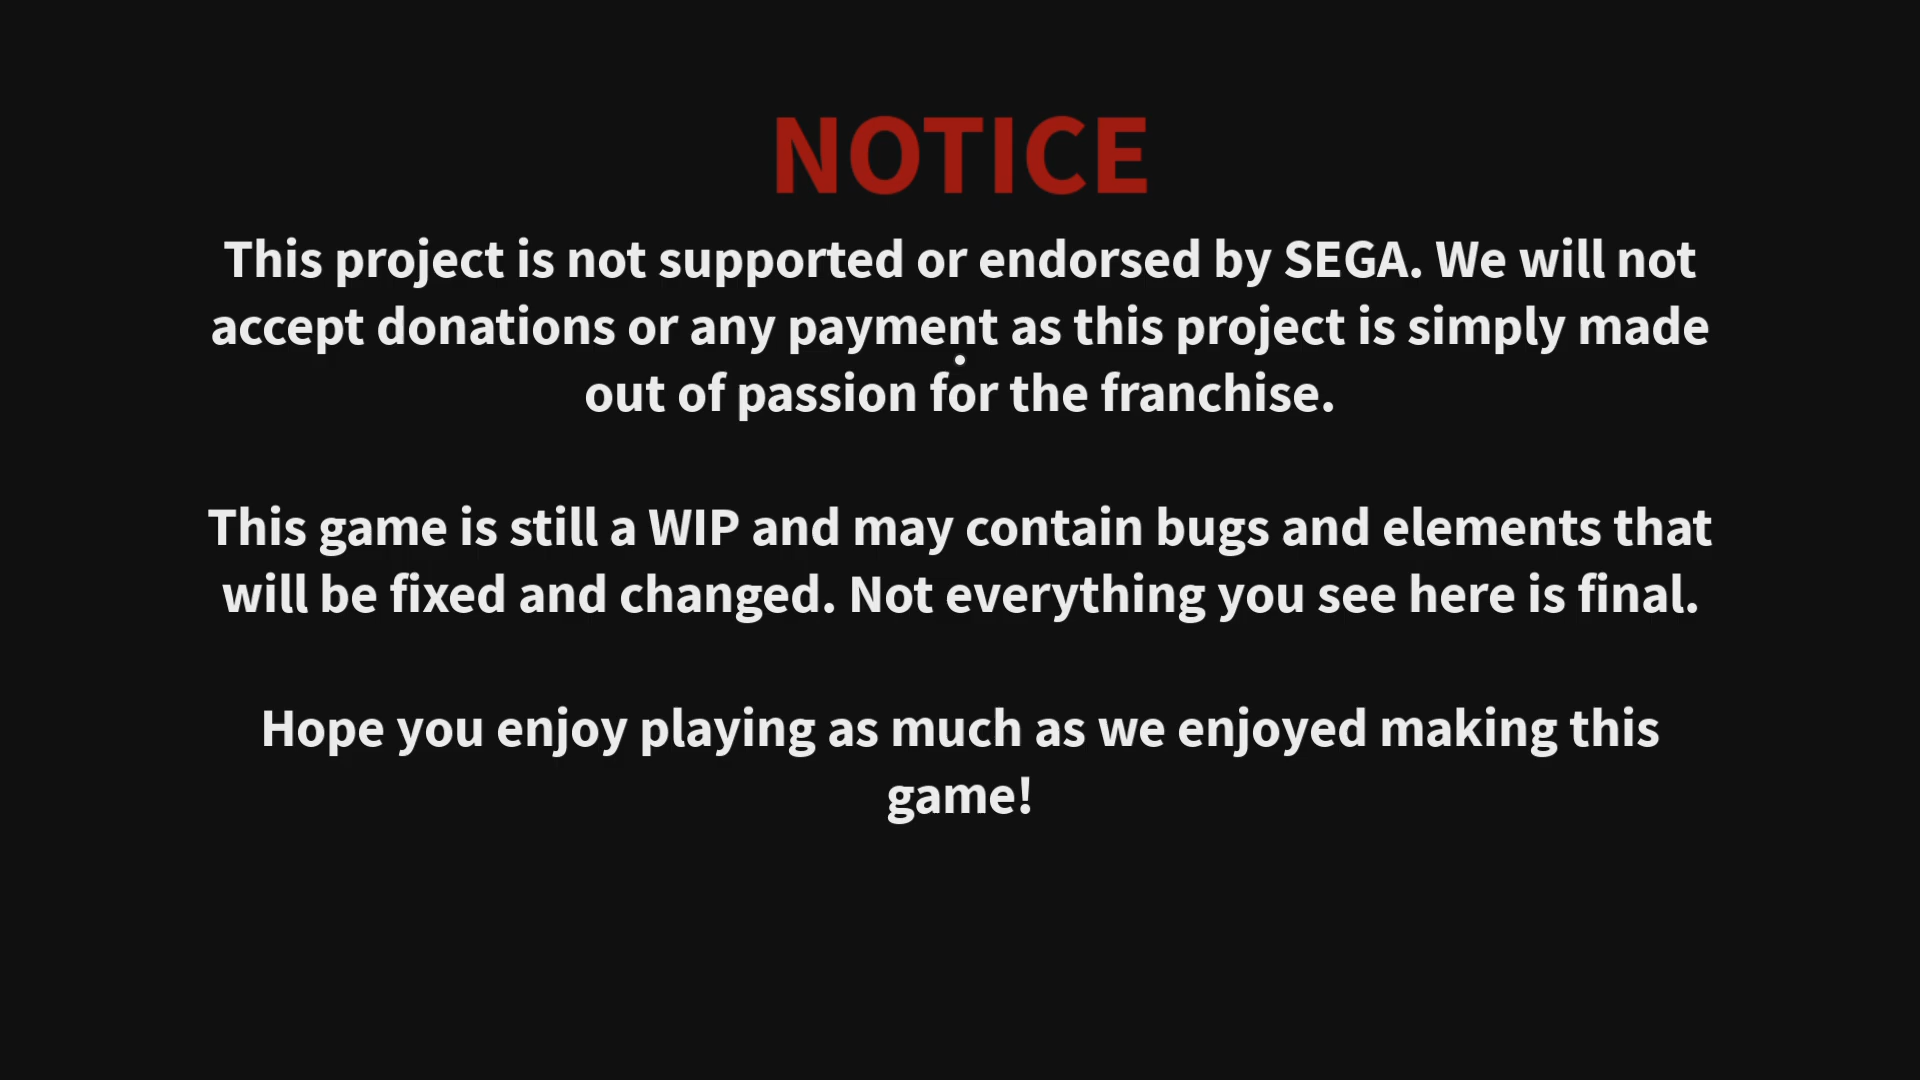 NOTICE
This project is not supported or endorsed by SEGA. We will not
accept donations or any payment as this project is simply made
out of passion for the franchise.
This game is still a WIP and may contain bugs and elements that
will be fixed and changed. Not everything you see here is final.
Hope you enjoy playing as much as we enjoyed making this
game!